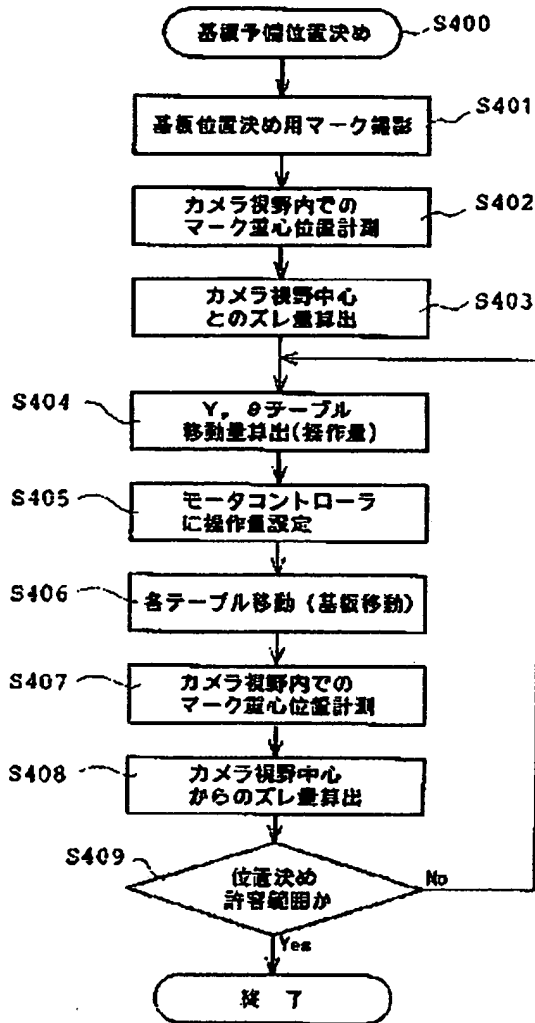 基板予備位置決め
S400
基板位置決め用マーク撮影
S401
カメラ視野内での
マーク重心位置計測
S402
カメラ視野中心
とのズレ量算出
S403
S404
Y, θテーブル
移動量算出(操作量)
S405
モータコントローラ
に操作量設定
S406
各テーブル移動(基板移動)
S407
カメラ視野内での
マーク重心位置計測
S408
カメラ視野中心
からのズレ量算出
S409
位置決め
許容範囲か
No
Yes
終 了